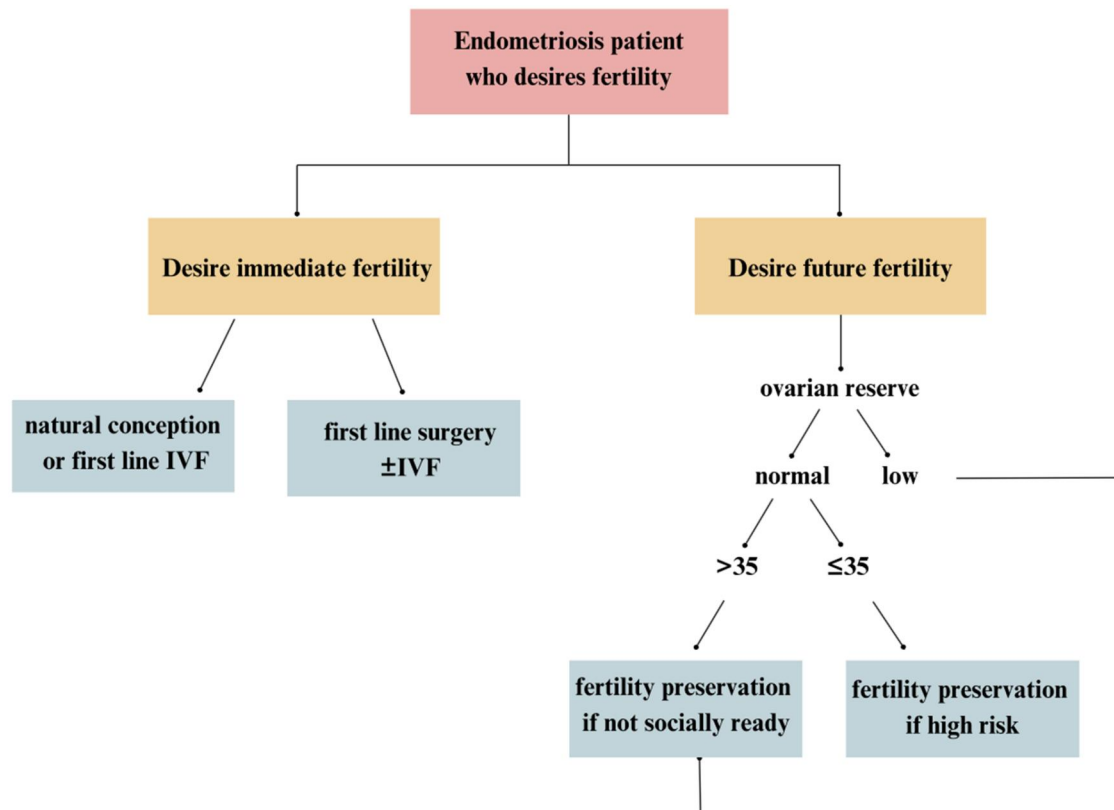 Endometriosis patient
who desires fertility
Desire immediate fertility
Desire future fertility
natural conception
or first line IVF
first line surgery
±IVF
ovarian reserve
normal
low
>35
≤35
fertility preservation
if not socially ready
fertility preservation
if high risk